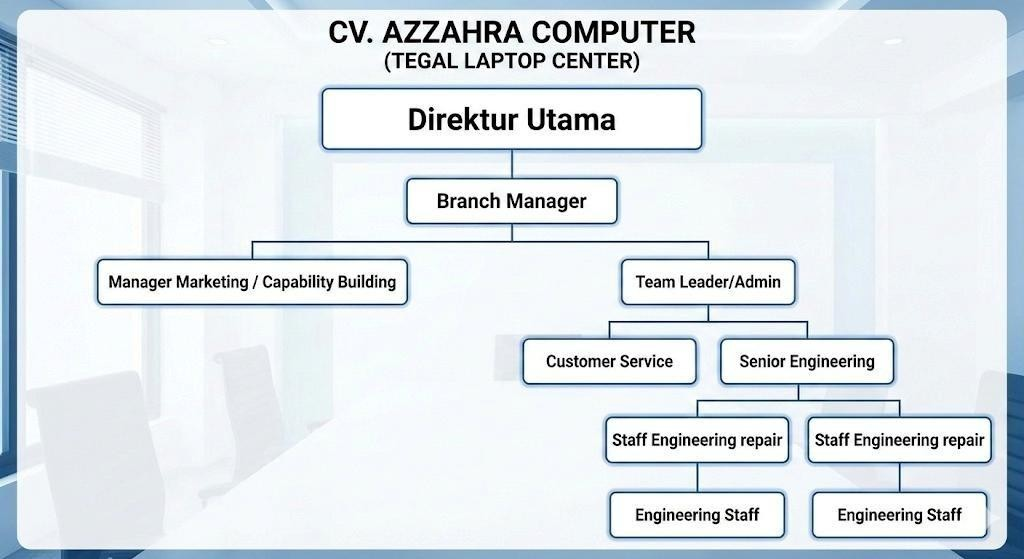 CV. AZZAHRA COMPUTER
(TEGAL LAPTOP CENTER)
Direktur Utama
Branch Manager
Manager Marketing / Capability Building
Team Leader/Admin
Customer Service
Senior Engineering
Staff Engineering repair
Staff Engineering repair
Engineering Staff
Engineering Staff